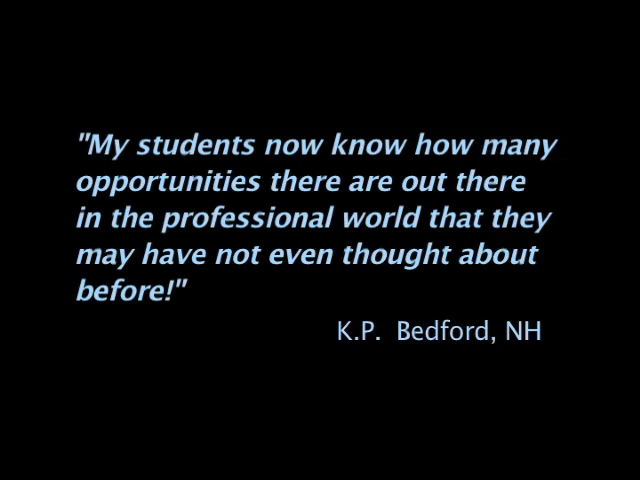 "My students now know how many
opportunities there are out there
in the professional world that they
may have not even thought about
before!"
K.P.  Bedford, NH